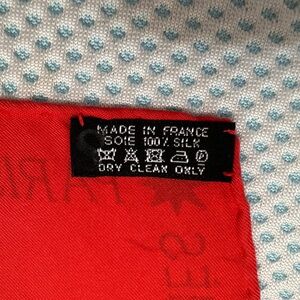 MADE IN FRANCE
SOIE 100% SILK
DRY CLEAN ONLY